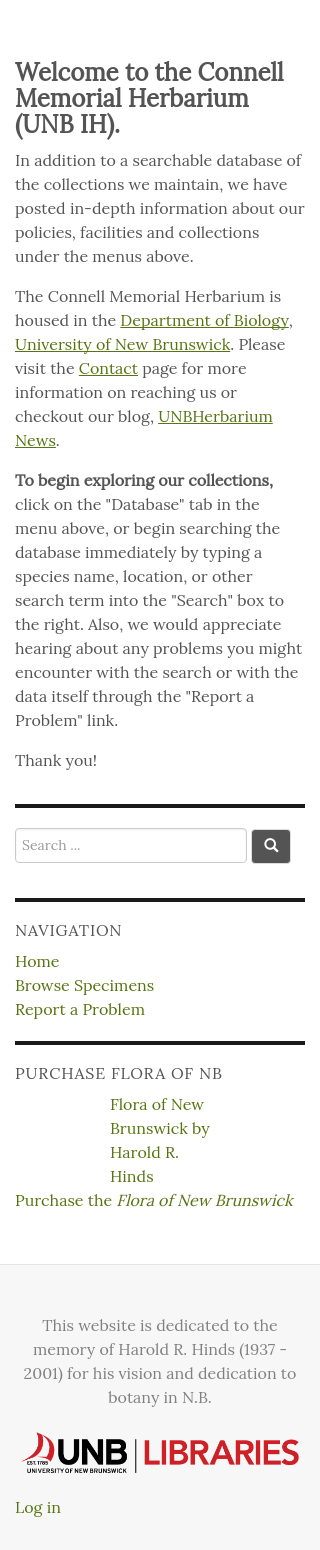 Welcome to the Connell
Memorial Herbarium
(UNB IH).
In addition to a searchable database of
the collections we maintain, we have
posted in-depth information about our
policies, facilities and collections
under the menus above.
The Connell Memorial Herbarium is
housed in the Department of Biology,
University of New Brunswick. Please
visit the Contact page for more
information on reaching us or
checkout our blog, UNBHerbarium
News.
To begin exploring our collections,
click on the "Database" tab in the
menu above, or begin searching the
database immediately by typing a
species name, location, or other
search term into the "Search" box to
the right. Also, we would appreciate
hearing about any problems you might
encounter with the search or with the
data itself through the "Report a
Problem" link.
Thank you!
Search ...
NAVIGATION
Home
Browse Specimens
Report a Problem
PURCHASE FLORA OF NB
Flora of New
Brunswick by
Harold R.
Hinds
Purchase the Flora of New Brunswick
This website is dedicated to the
memory of Harold R. Hinds (1937 -
2001) for his vision and dedication to
botany in N.B.
EST. 1785 UNB LIBRARIES
UNIVERSITY OF NEW BRUNSWICK
Log in